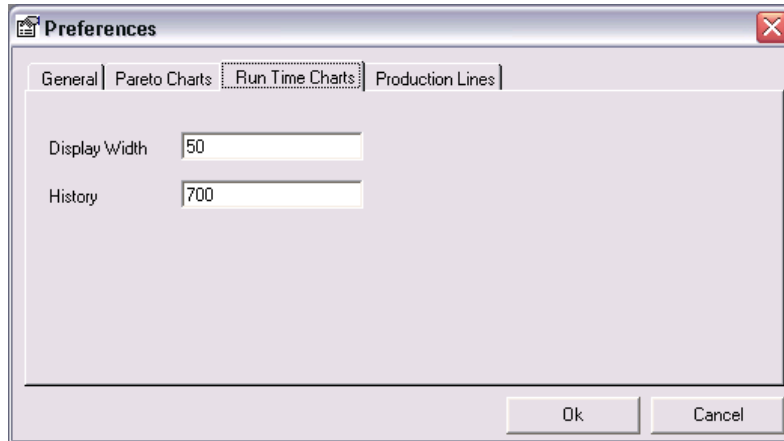 Preferences
General Pareto Charts Run Time Charts Production Lines
Display Width 50
History 700
Ok Cancel